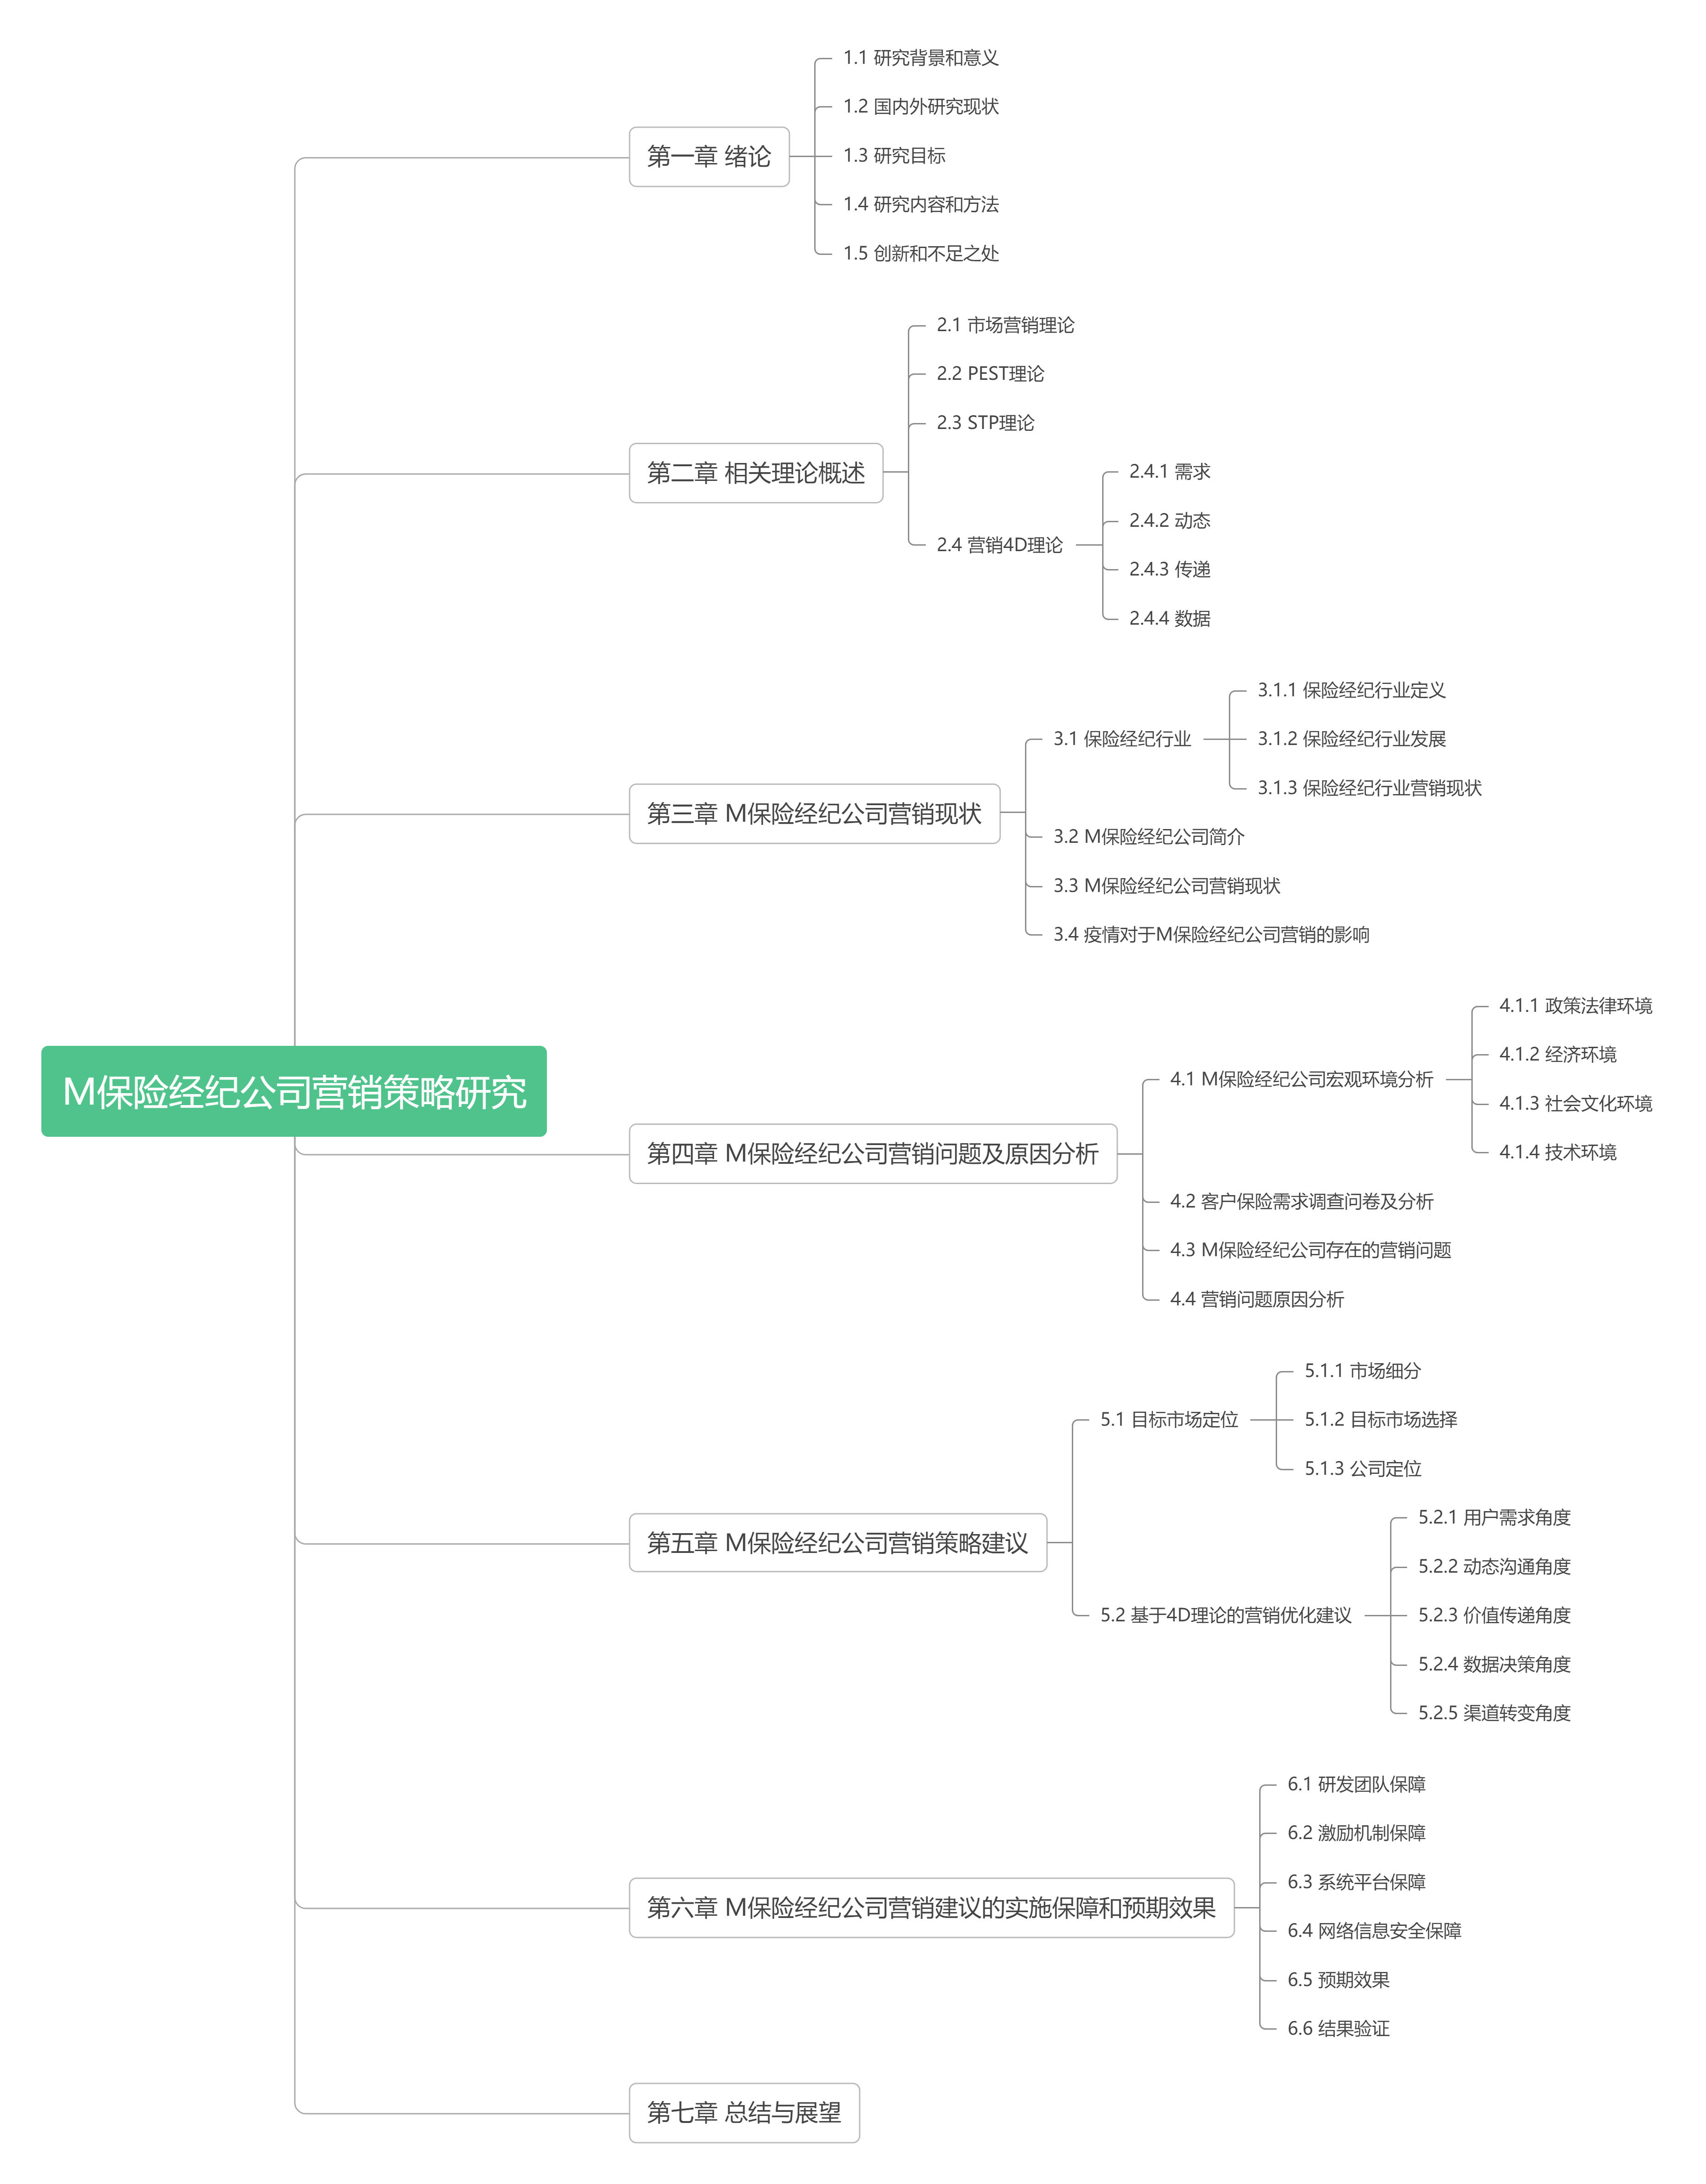 M保险经纪公司营销策略研究
第一章 绪论
1.1 研究背景和意义
1.2 国内外研究现状
1.3 研究目标
1.4 研究内容和方法
1.5 创新和不足之处
第二章 相关理论概述
2.1 市场营销理论
2.2 PEST理论
2.3 STP理论
2.4 营销4D理论
2.4.1 需求
2.4.2 动态
2.4.3 传递
2.4.4 数据
第三章 M保险经纪公司营销现状
3.1 保险经纪行业
3.1.1 保险经纪行业定义
3.1.2 保险经纪行业发展
3.1.3 保险经纪行业营销现状
3.2 M保险经纪公司简介
3.3 M保险经纪公司营销现状
3.4 疫情对于M保险经纪公司营销的影响
第四章 M保险经纪公司营销问题及原因分析
4.1 M保险经纪公司宏观环境分析
4.1.1 政策法律环境
4.1.2 经济环境
4.1.3 社会文化环境
4.1.4 技术环境
4.2 客户保险需求调查问卷及分析
4.3 M保险经纪公司存在的营销问题
4.4 营销问题原因分析
第五章 M保险经纪公司营销策略建议
5.1 目标市场定位
5.1.1 市场细分
5.1.2 目标市场选择
5.1.3 公司定位
5.2 基于4D理论的营销优化建议
5.2.1 用户需求角度
5.2.2 动态沟通角度
5.2.3 价值传递角度
5.2.4 数据决策角度
5.2.5 渠道转变角度
第六章 M保险经纪公司营销建议的实施保障和预期效果
6.1 研发团队保障
6.2 激励机制保障
6.3 系统平台保障
6.4 网络信息安全保障
6.5 预期效果
6.6 结果验证
第七章 总结与展望